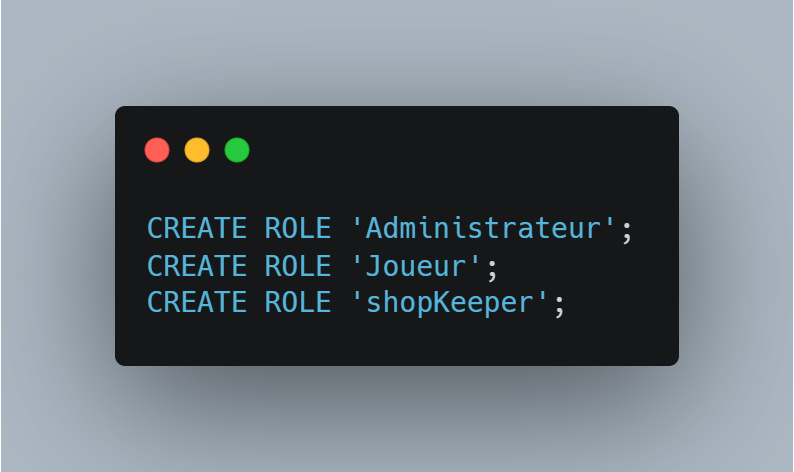 CREATE ROLE 'Administrateur';
CREATE ROLE 'Joueur';
CREATE ROLE 'shopKeeper';